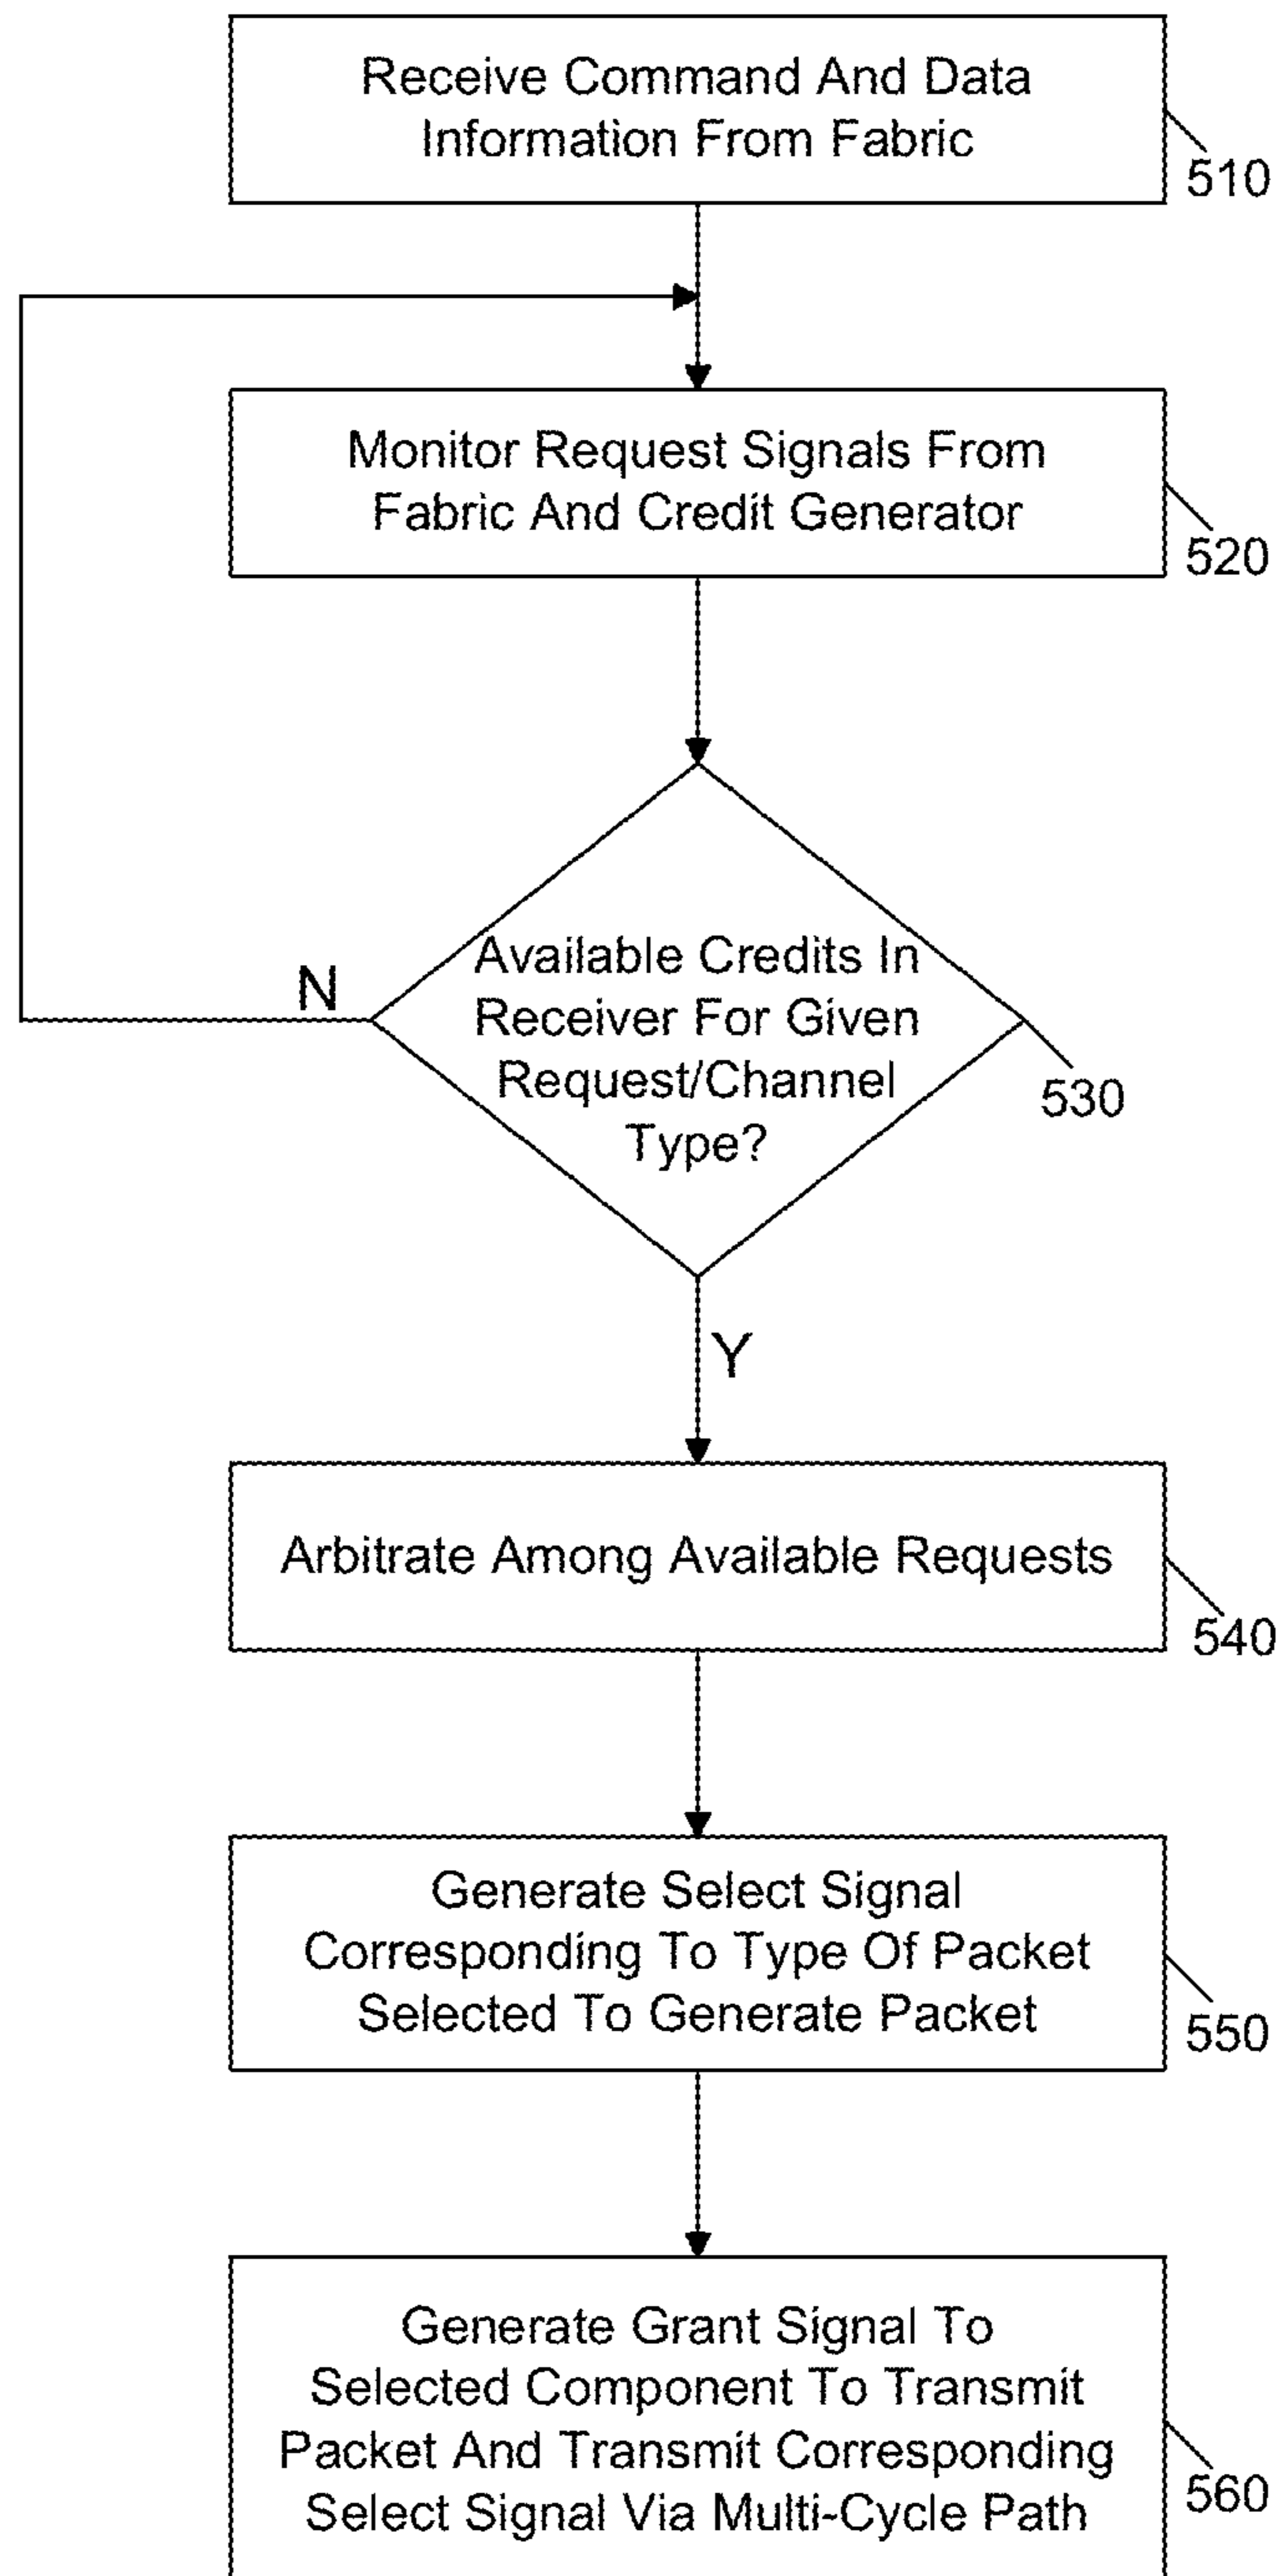 Receive Command And Data
Information From Fabric
510
Monitor Request Signals From
Fabric And Credit Generator
520
Available Credits In
Receiver For Given
Request/Channel
Type?
N
530
Y
Arbitrate Among Available Requests
540
Generate Select Signal
Corresponding To Type Of Packet
Selected To Generate Packet
550
Generate Grant Signal To
Selected Component To Transmit
Packet And Transmit Corresponding
Select Signal Via Multi-Cycle Path
560